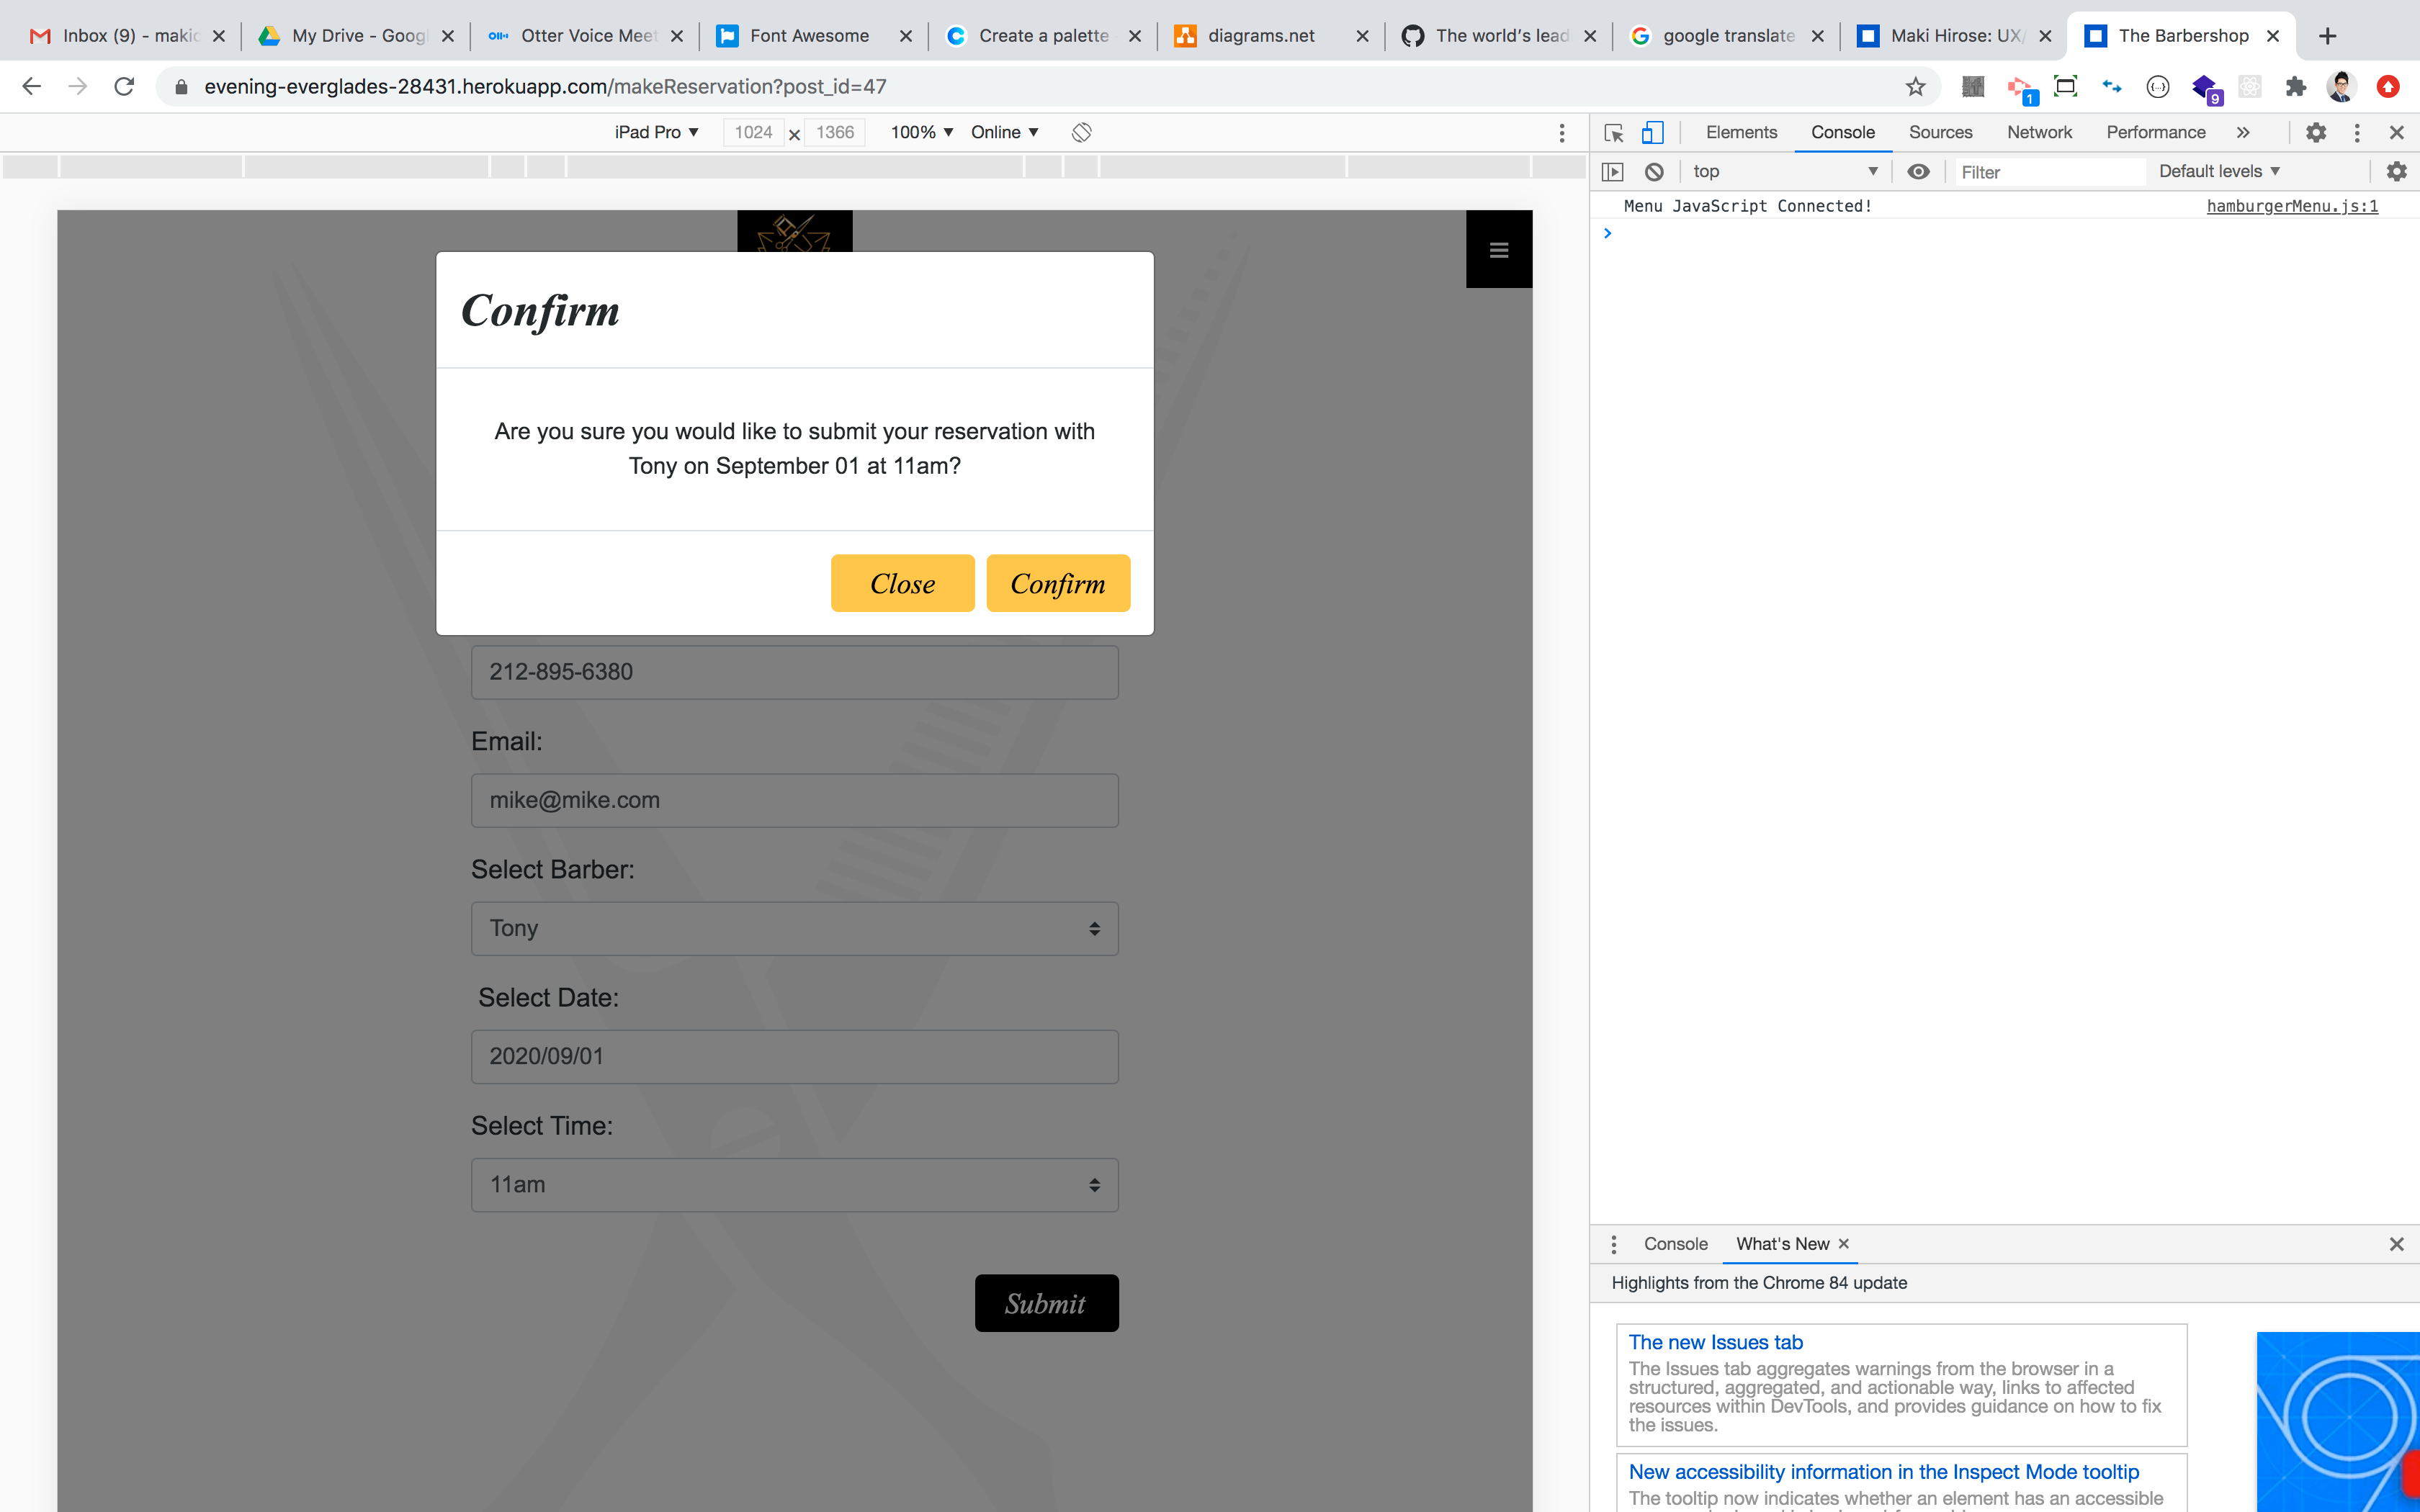 Inbox (9) - maki
My Drive - Goog
Otter Voice Meet
Font Awesome
Create a palette
diagrams.net
The world's lead
google translate
Maki Hirose: UX/
The Barbershop
evening-everglades-28431.herokuapp.com/makeReservation?post_id=47
1
9
iPad Pro
1024 x 1366
100%
Online
Elements
Console
Sources
Network
Performance
top
Filter
Default levels
Menu JavaScript Connected!
hamburgerMenu.js:1
Confirm
Are you sure you would like to submit your reservation with
Tony on September 01 at 11am?
Close
Confirm
212-895-6380
Email:
mike@mike.com
Select Barber:
Tony
Select Date:
2020/09/01
Select Time:
11am
Submit
Console
What's New
Highlights from the Chrome 84 update
The new Issues tab
The Issues tab aggregates warnings from the browser in a
structured, aggregated, and actionable way, links to affected
resources within DevTools, and provides guidance on how to fix
the issues.
New accessibility information in the Inspect Mode tooltip
The tooltip now indicates whether an element has an accessible